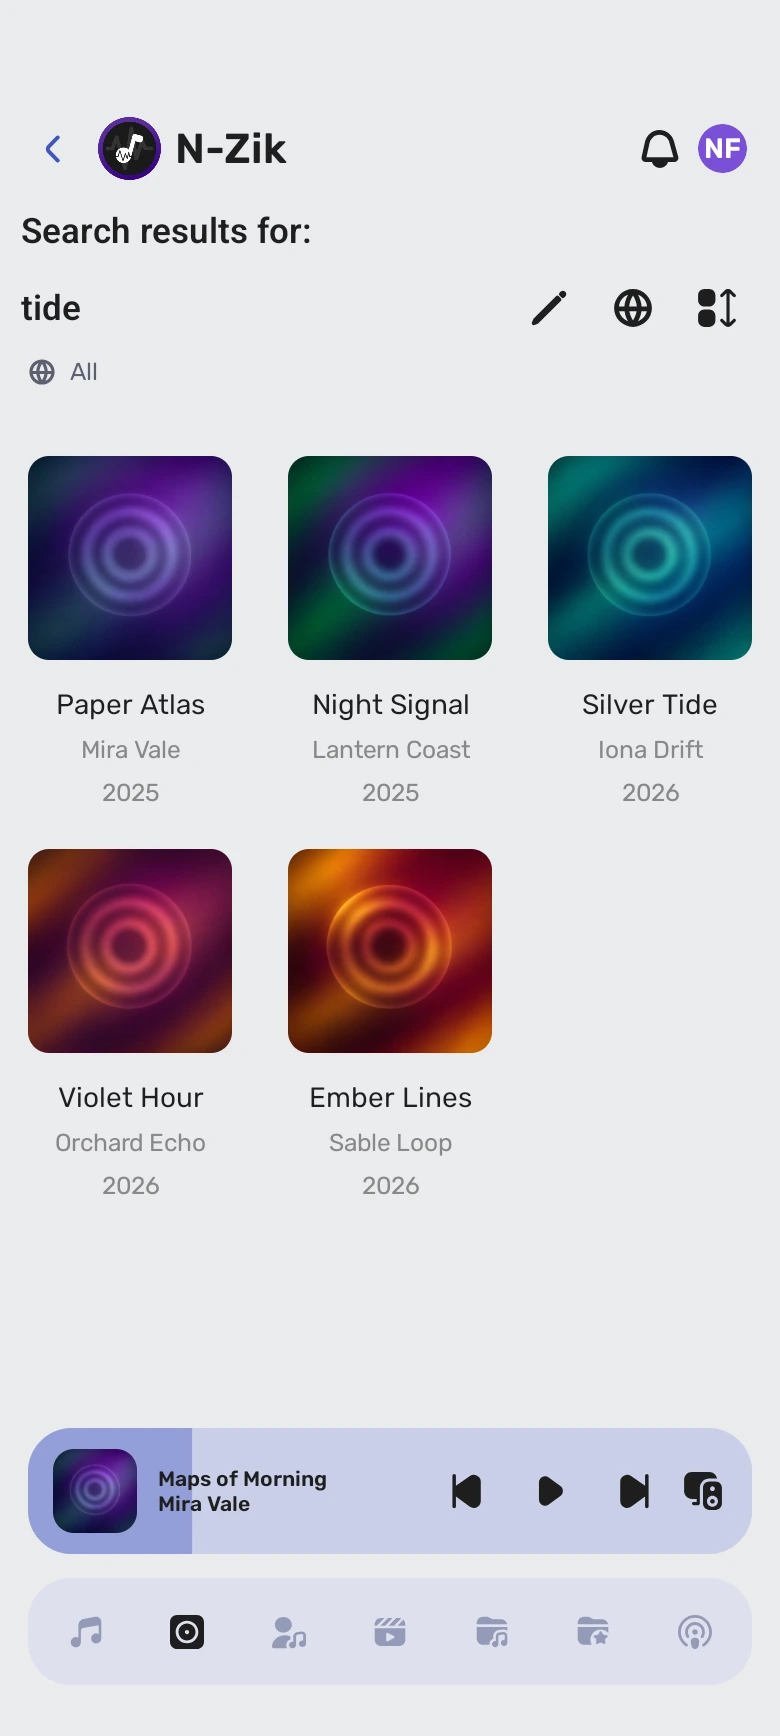 N-Zik
NF
Search results for:
tide
All
Paper Atlas
Mira Vale
2025
Night Signal
Lantern Coast
2025
Silver Tide
Iona Drift
2026
Violet Hour
Orchard Echo
2026
Ember Lines
Sable Loop
2026
Maps of Morning
Mira Vale